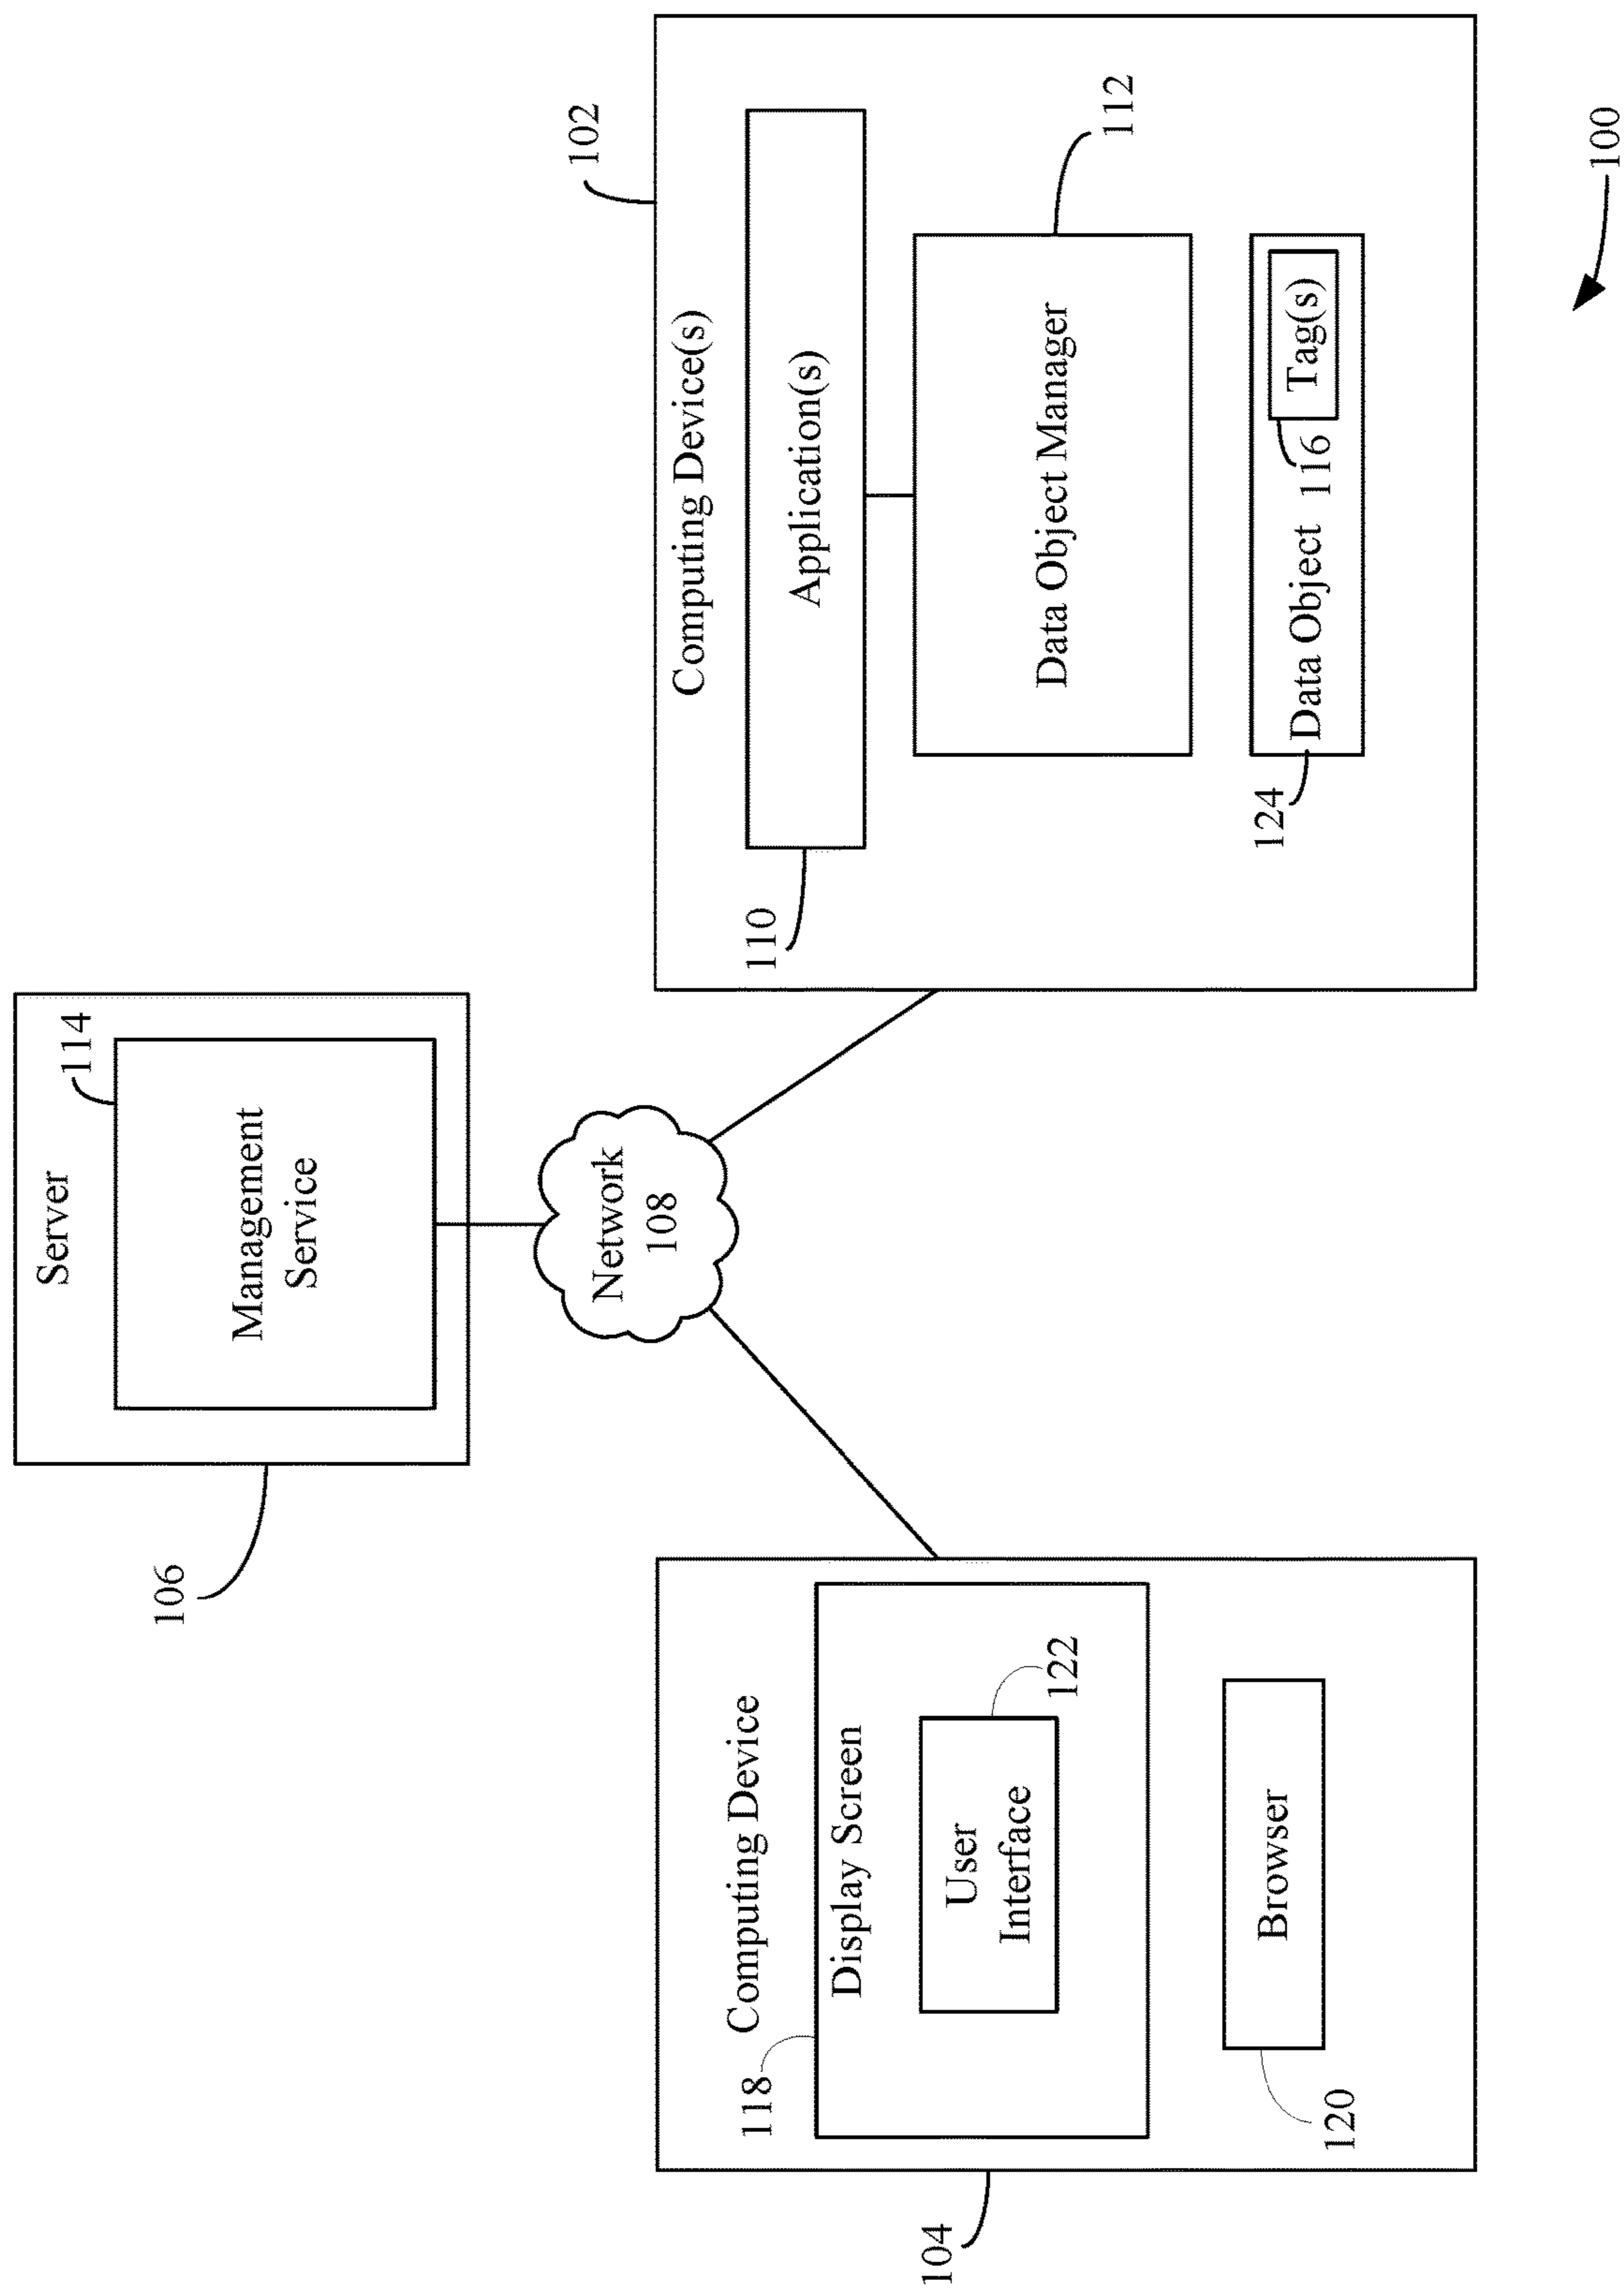 106
Server
114
Management
Service
Network
108
104
Computing Device
118
Display Screen
User
Interface
122
Browser
120
102
Computing Device(s)
110
Application(s)
Data Object Manager
112
124
Data Object
116
Tag(s)
100